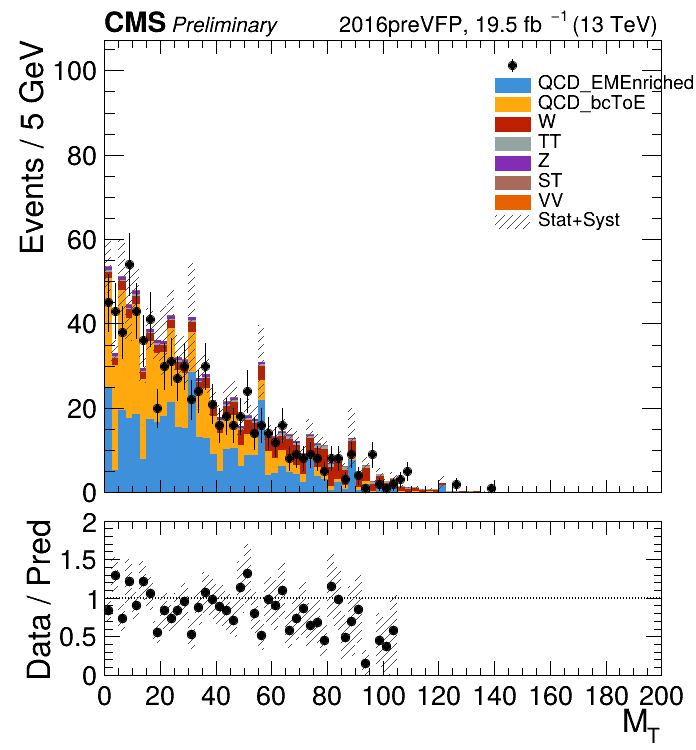 CMS Preliminary 2016preVFP, 19.5 fb⁻¹ (13 TeV)
Events / 5 GeV
100
80
60
40
20
0
QCD_EMEnriched
QCD_bcToE
W
TT
Z
ST
VV
Stat+Syst
Data / Pred
2
1.5
1
0.5
0
0 20 40 60 80 100 120 140 160 180 200
M_T